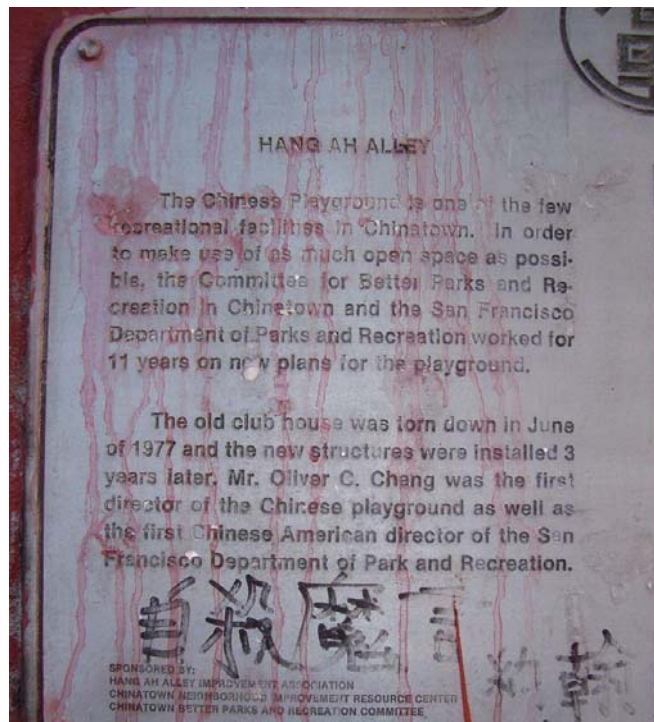 HANG AH ALLEY
The Chinese Playground is one of the few
recreational facilities in Chinatown. In order
to make use of as much open space as possi-
ble, the Committee for Better Parks and Re-
creation in Chinatown and the San Francisco
Department of Parks and Recreation worked for
11 years on new plans for the playground.
The old club house was torn down in June
of 1977 and the new structures were installed 3
years later. Mr. Oliver C. Chang was the first
director of the Chinese playground as well as
the first Chinese American director of the San
Francisco Department of Park and Recreation.
殺魔
SPONSORED BY:
HANG AH ALLEY IMPROVEMENT ASSOCIATION
CHINATOWN NEIGHBORHOOD IMPROVEMENT RESOURCE CENTER
CHINATOWN BETTER PARKS AND RECREATION COMMITTEE